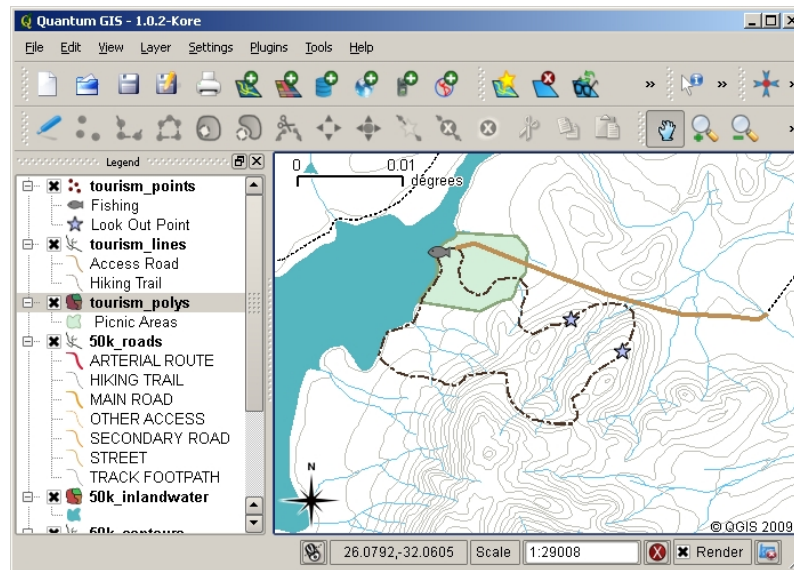 Quantum GIS - 1.0.2-Kore
File Edit View Layer Settings Plugins Tools Help
Legend
tourism_points
Fishing
Look Out Point
tourism_lines
Access Road
Hiking Trail
tourism_polys
Picnic Areas
50k_roads
ARTERIAL ROUTE
HIKING TRAIL
MAIN ROAD
OTHER ACCESS
SECONDARY ROAD
STREET
TRACK FOOTPATH
50k_inlandwater
50k_contours
0 0.01
degrees
N
© QGIS 2009
26.0792,-32.0605 Scale 1:29008 Render